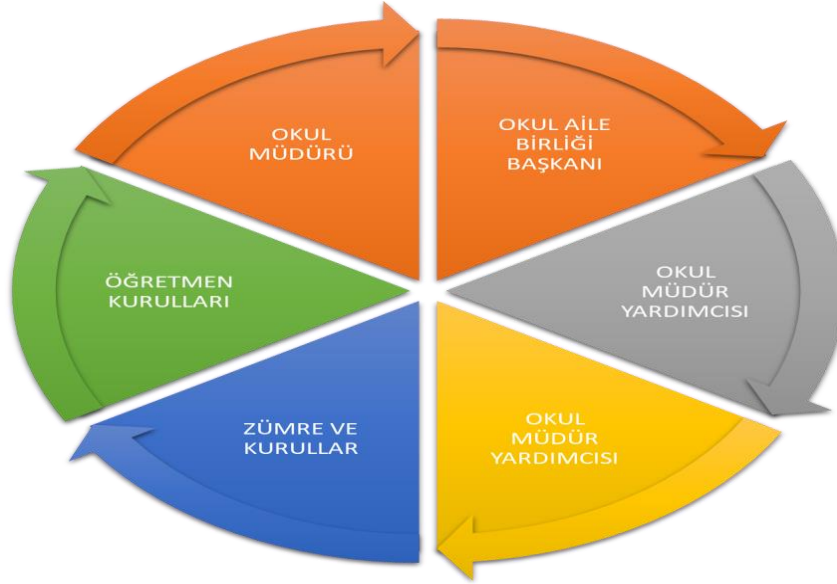 OKUL
MÜDÜRÜ
OKUL AİLE
BİRLİĞİ
BAŞKANI
ÖĞRETMEN
KURULLARI
OKUL
MÜDÜR
YARDIMCISI
ZÜMRE VE
KURULLAR
OKUL
MÜDÜR
YARDIMCISI